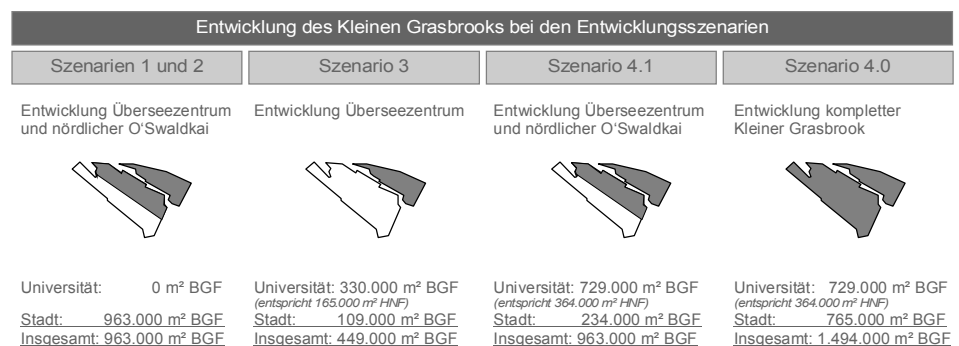 Entwicklung des Kleinen Grasbrooks bei den Entwicklungsszenarien
Szenarien 1 und 2
Entwicklung Überseezentrum
und nördlicher O‘Swaldkai
Universität: 0 m² BGF
Stadt: 963.000 m² BGF
Insgesamt: 963.000 m² BGF
Szenario 3
Entwicklung Überseezentrum
Universität: 330.000 m² BGF
(entspricht 165.000 m² HNF)
Stadt: 109.000 m² BGF
Insgesamt: 449.000 m² BGF
Szenario 4.1
Entwicklung Überseezentrum
und nördlicher O‘Swaldkai
Universität: 729.000 m² BGF
(entspricht 364.000 m² HNF)
Stadt: 234.000 m² BGF
Insgesamt: 963.000 m² BGF
Szenario 4.0
Entwicklung kompletter
Kleiner Grasbrook
Universität: 729.000 m² BGF
(entspricht 364.000 m² HNF)
Stadt: 765.000 m² BGF
Insgesamt: 1.494.000 m² BGF